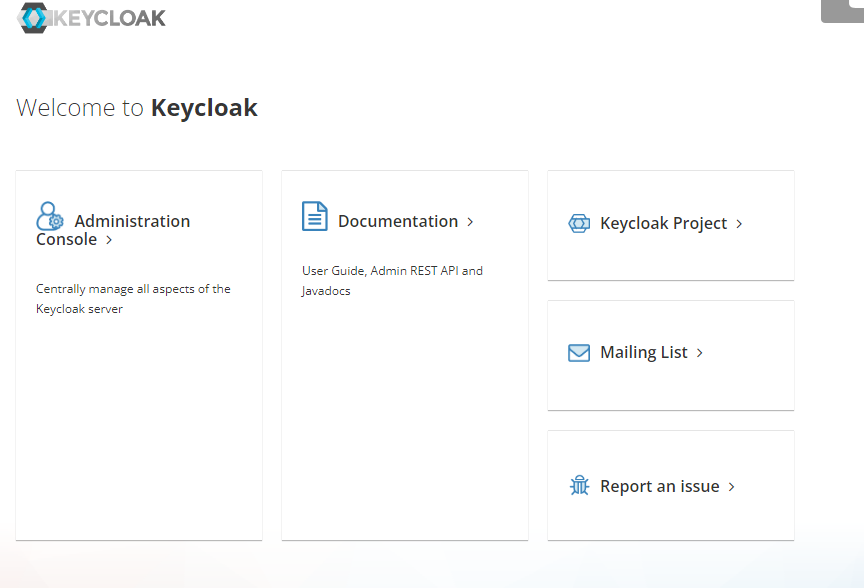 KEYCLOAK
Welcome to Keycloak
Administration
Console
Centrally manage all aspects of the
Keycloak server
Documentation
User Guide, Admin REST API and
Javadocs
Keycloak Project
Mailing List
Report an issue